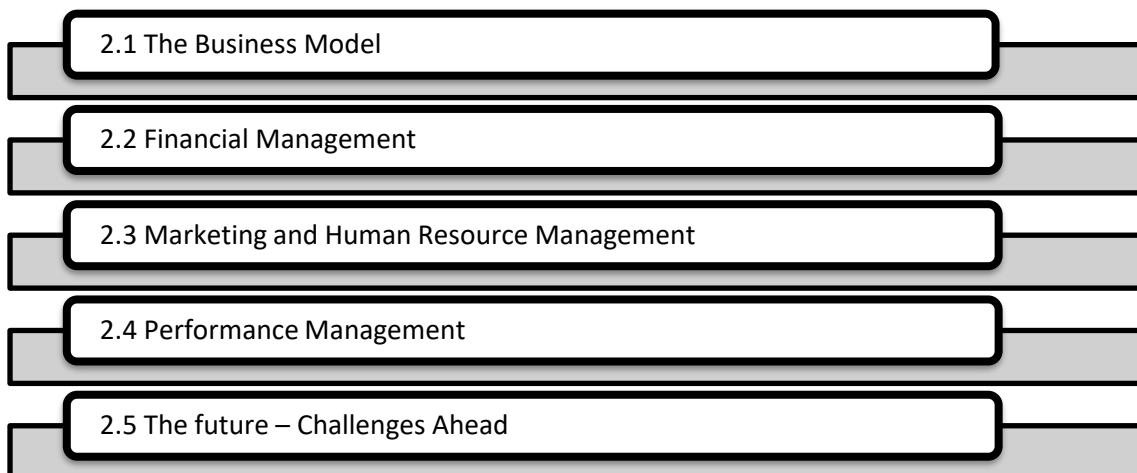 2.1 The Business Model
2.2 Financial Management
2.3 Marketing and Human Resource Management
2.4 Performance Management
2.5 The future – Challenges Ahead